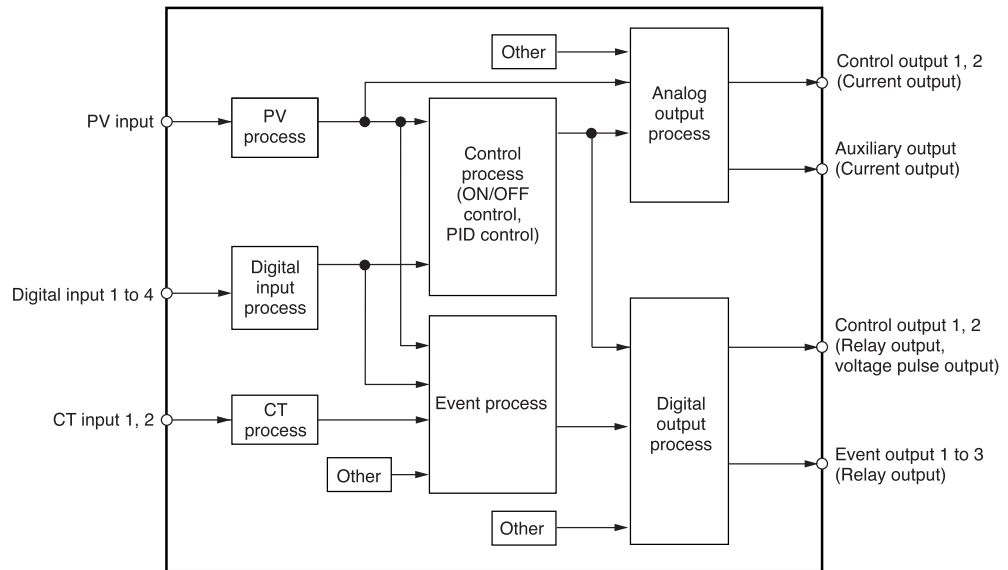 Other
Control output 1, 2
(Current output)
Analog
output
process
PV input
PV
process
Control
process
(ON/OFF
control,
PID control)
Auxiliary output
(Current output)
Digital input 1 to 4
Digital
input
process
Control output 1, 2
(Relay output,
voltage pulse output)
CT input 1, 2
CT
process
Event process
Digital
output
process
Other
Event output 1 to 3
(Relay output)
Other